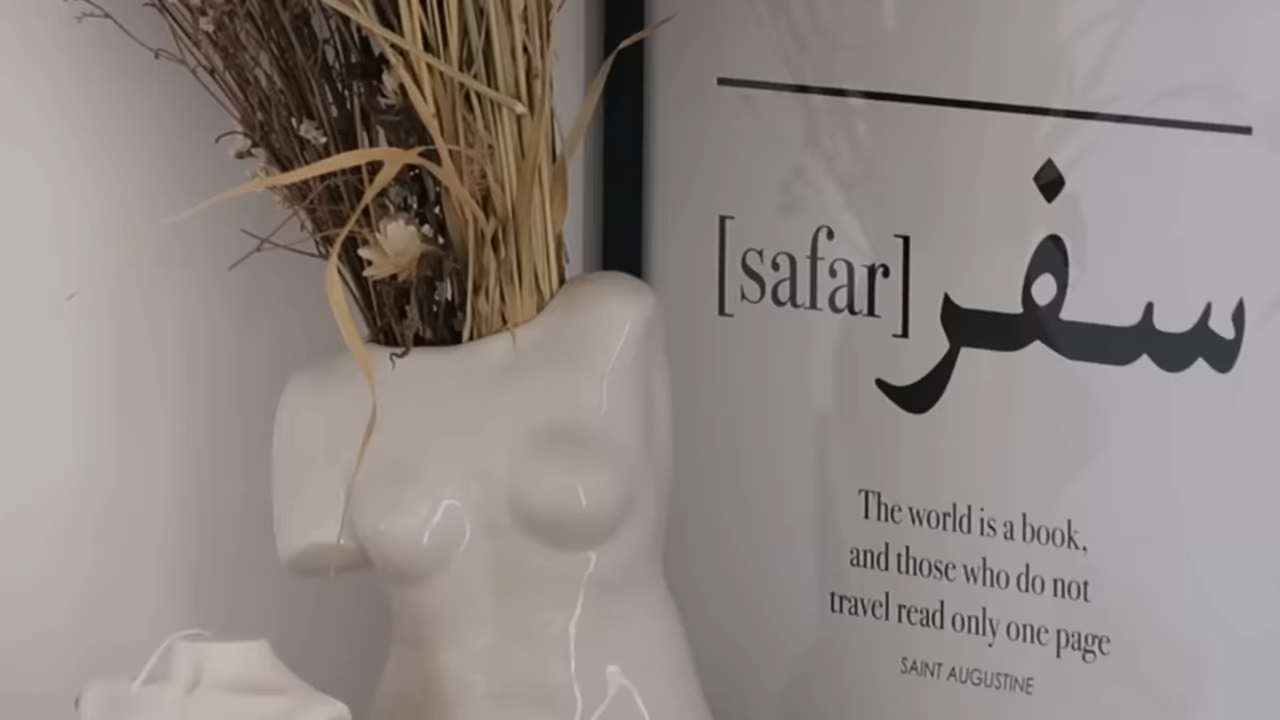 [safar] سفر
The world is a book,
and those who do not
travel read only one page
SAINT AUGUSTINE